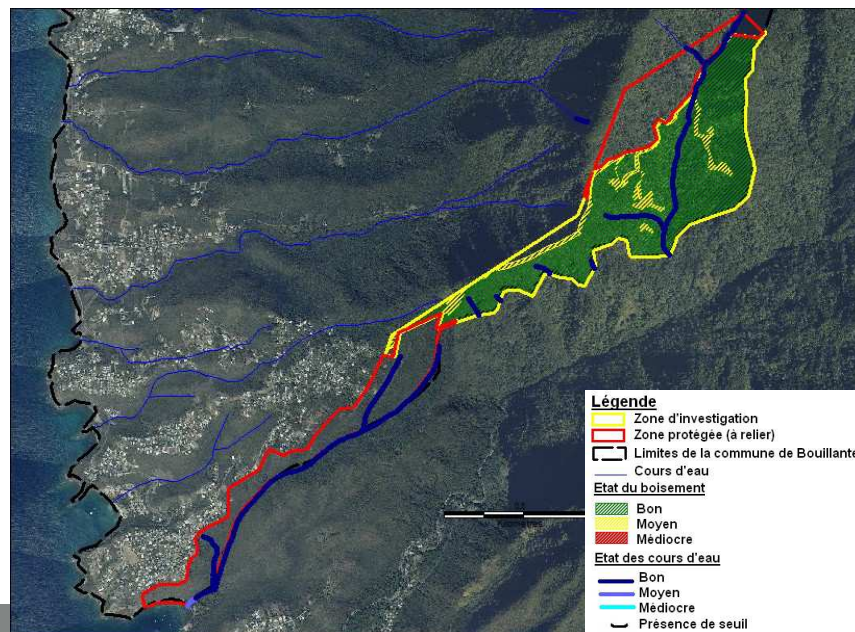 Légende
Zone d'investigation
Zone protégée (à relier)
Limites de la commune de Bouillante
Cours d'eau
Etat du boisement
Bon
Moyen
Médiocre
Etat des cours d'eau
Bon
Moyen
Médiocre
Présence de seuil